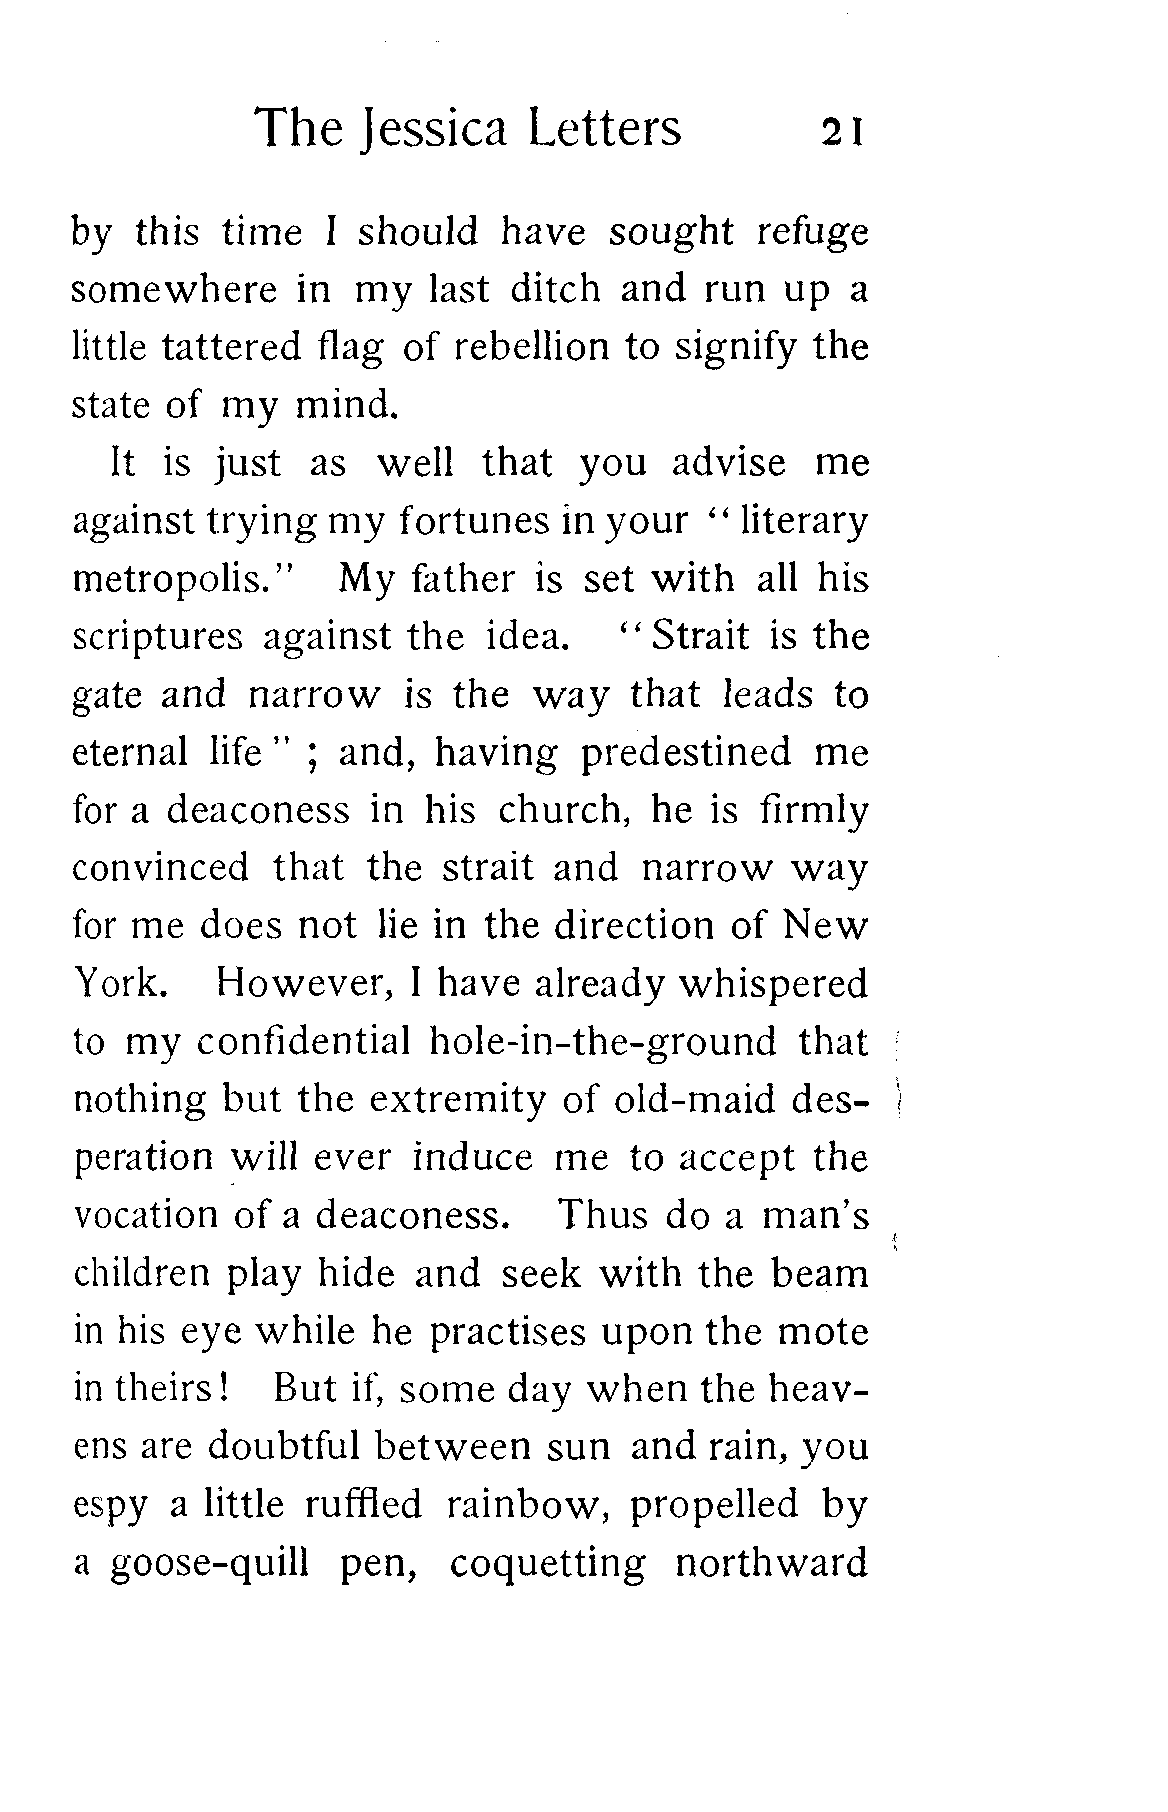 The Jessica Letters 21
by this time I should have sought refuge
somewhere in my last ditch and run up a
little tattered flag of rebellion to signify the
state of my mind.
It is just as well that you advise me
against trying my fortunes in your “ literary
metropolis.” My father is set with all his
scriptures against the idea. “ Strait is the
gate and narrow is the way that leads to
eternal life ” ; and, having predestined me
for a deaconess in his church, he is firmly
convinced that the strait and narrow way
for me does not lie in the direction of New
York. However, I have already whispered
to my confidential hole-in-the-ground that
nothing but the extremity of old-maid des-
peration will ever induce me to accept the
vocation of a deaconess. Thus do a man’s
children play hide and seek with the beam
in his eye while he practises upon the mote
in theirs! But if, some day when the heav-
ens are doubtful between sun and rain, you
espy a little ruffled rainbow, propelled by
a goose-quill pen, coquetting northward